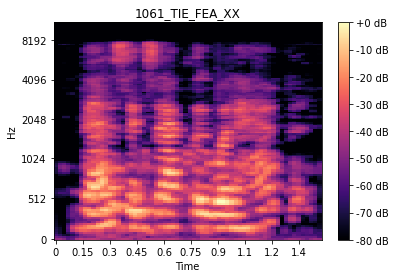 1061_TIE_FEA_XX
+0 dB
8192
-10 dB
4096
-20 dB
-30 dB
2048
Hz
-40 dB
1024
-50 dB
512
-60 dB
-70 dB
0
-80 dB
0 0.15 0.3 0.45 0.6 0.75 0.9 1.1 1.2 1.4
Time